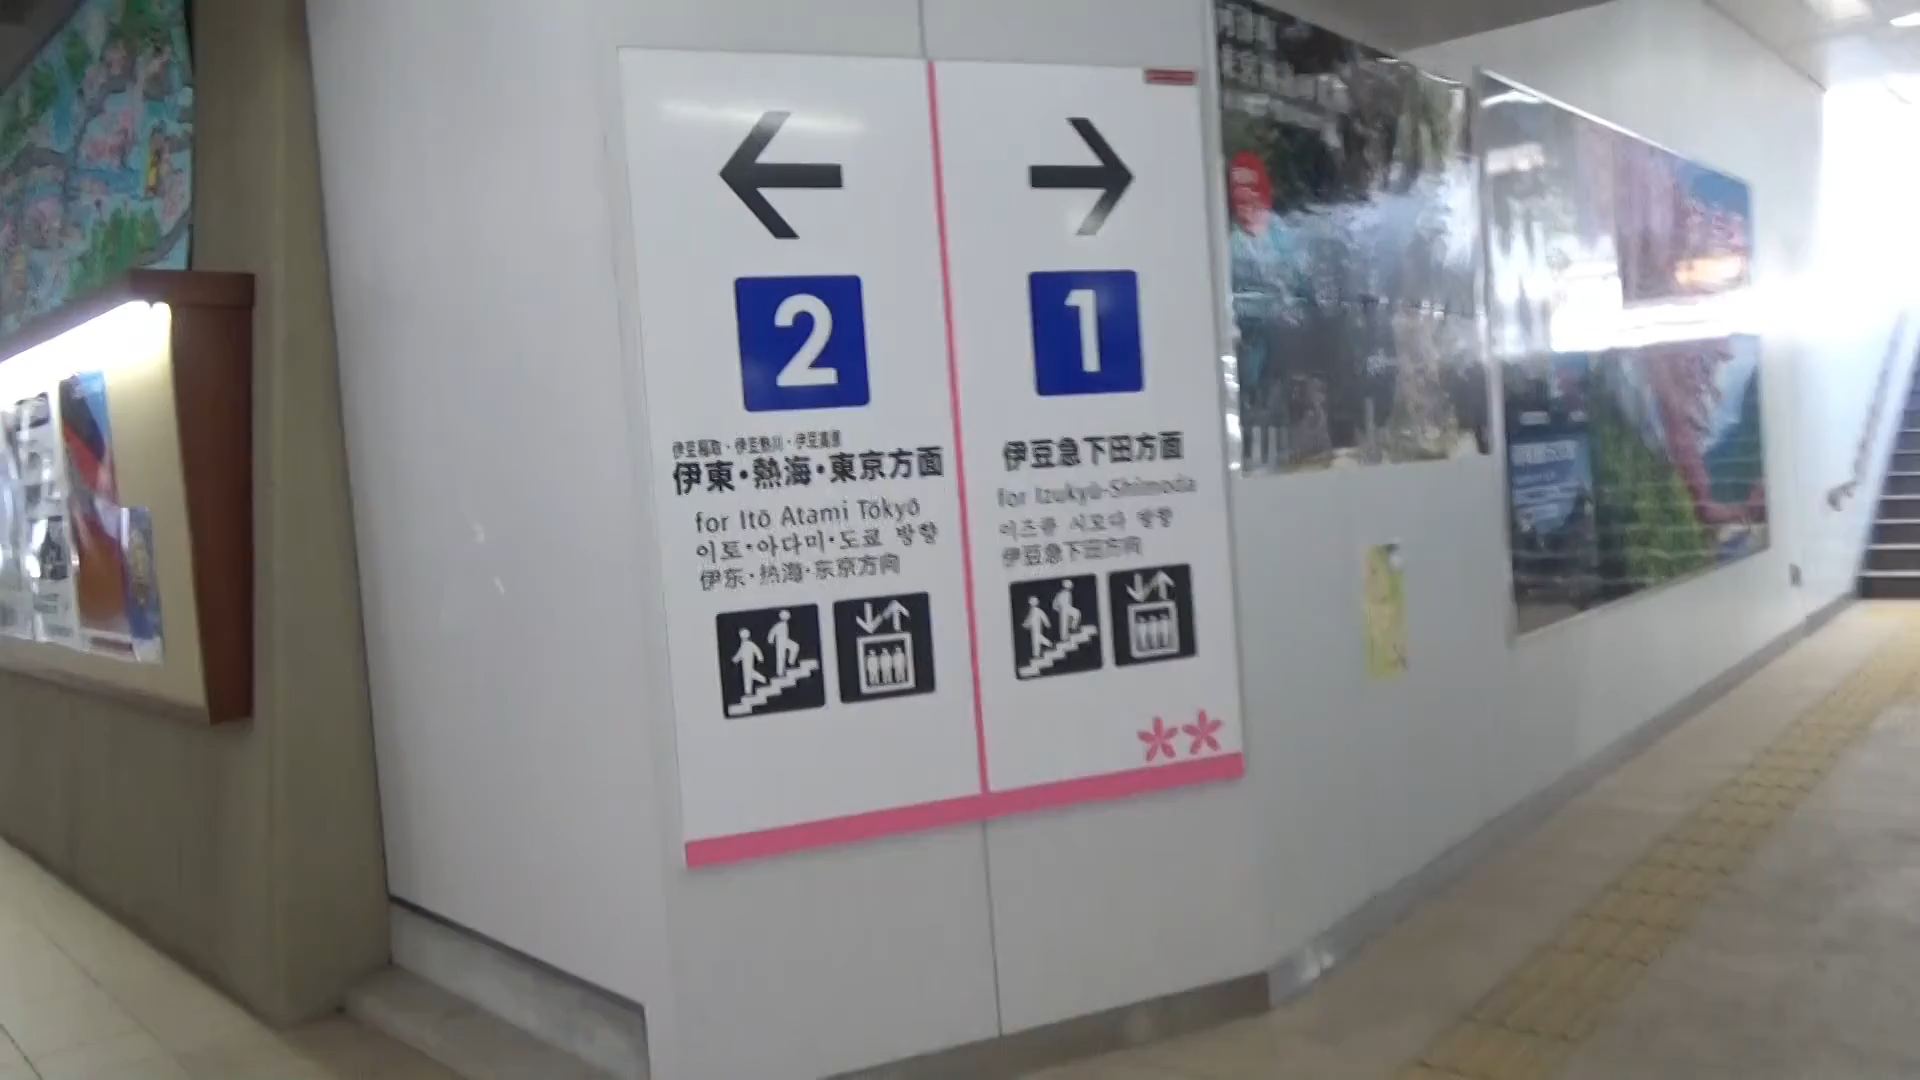 2
伊豆稲取・伊豆熱川・伊豆高原
伊東・熱海・東京方面
for Itō Atami Tōkyō
이토・아타미・도쿄 방향
伊东・热海・东京方向
1
伊豆急下田方面
for Izukyū-Shimoda
이즈큐 시모다 방향
伊豆急下田方向